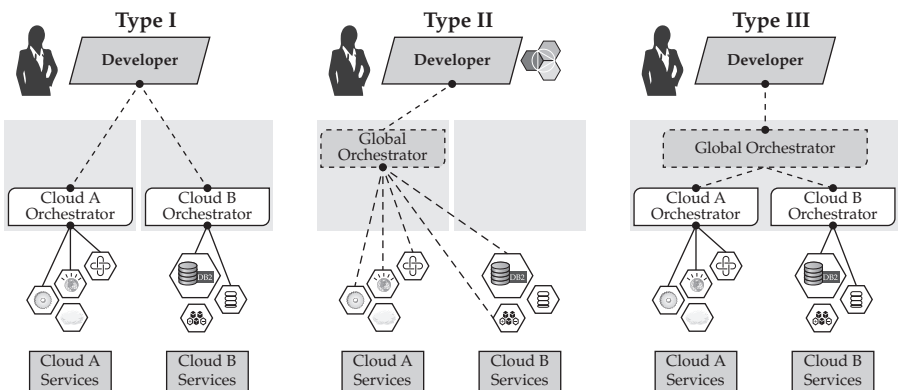 Type I
Developer
Cloud A
Orchestrator
Cloud B
Orchestrator
DB2
Cloud A
Services
Cloud B
Services
Type II
Developer
Global
Orchestrator
DB2
Cloud A
Services
Cloud B
Services
Type III
Developer
Global Orchestrator
Cloud A
Orchestrator
Cloud B
Orchestrator
DB2
Cloud A
Services
Cloud B
Services